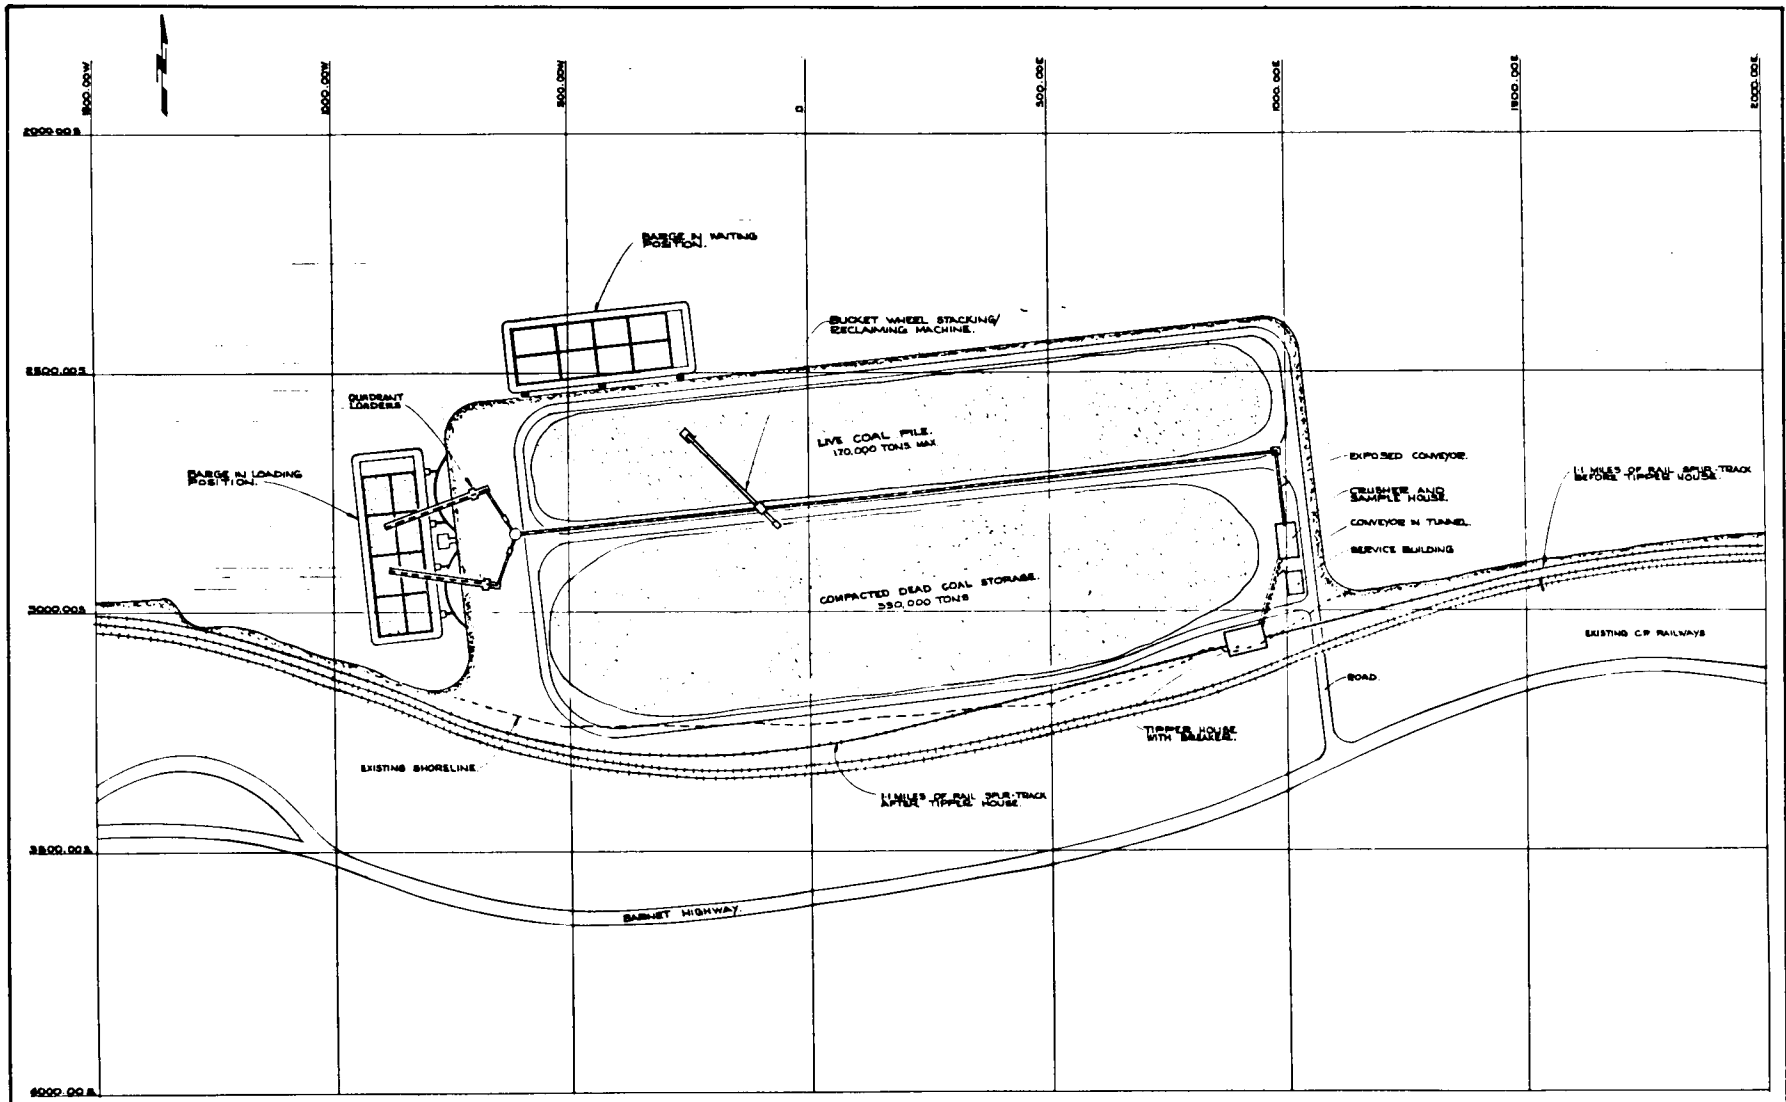 1500.00W
1000.00W
500.00W
0
500.00E
1000.00E
1500.00E
2000.00E
2000.00S
BARGE IN WAITING
POSITION.
BUCKET WHEEL STACKING/
RECLAIMING MACHINE.
2500.00S
QUADRANT
LOADERS
LIVE COAL PILE.
170,000 TONS MAX
BARGE IN LOADING
POSITION.
EXPOSED CONVEYOR.
1·1 MILES OF RAIL SPUR-TRACK
BEFORE TIPPER HOUSE.
CRUSHER AND
SAMPLE HOUSE.
CONVEYOR IN TUNNEL.
SERVICE BUILDING
COMPACTED DEAD COAL STORAGE.
TONS
3000.00S
EXISTING C.P. RAILWAYS
ROAD.
TIPPER HOUSE
WITH BREAKER.
EXISTING SHORELINE.
1·1 MILES OF RAIL SPUR-TRACK
AFTER TIPPER HOUSE.
3500.00S
BARNET HIGHWAY.
4000.00S